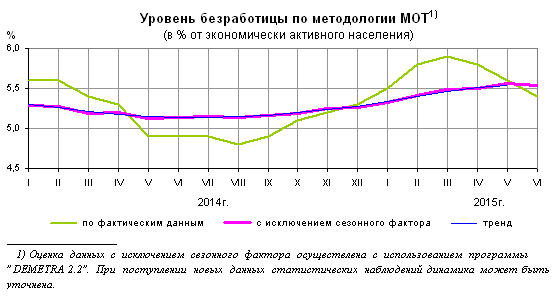 Уровень безработицы по методологии МОТ1)
(в % от экономически активного населения)
%
6,0
5,5
5,0
4,5
I II III IV V VI VII VIII IX X XI XII I II III IV V VI
2014г. 2015г.
по фактическим данным с исключением сезонного фактора тренд
1) Оценка данных с исключением сезонного фактора осуществлена с использованием программы
"DEMETRA 2.2". При поступлении новых данных статистических наблюдений динамика может быть
уточнена.